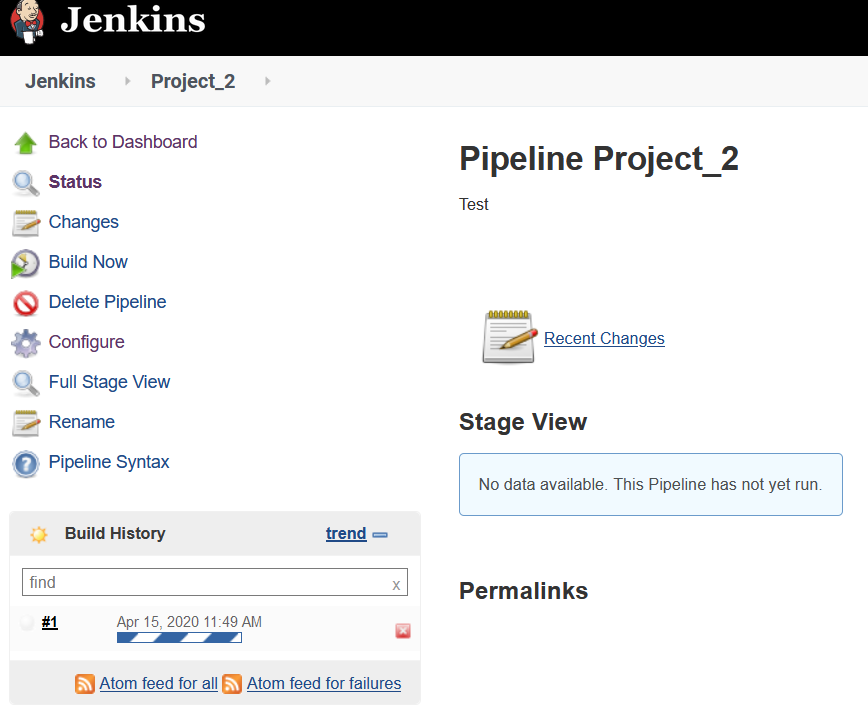 Jenkins
Jenkins Project_2
Back to Dashboard
Status
Changes
Build Now
Delete Pipeline
Configure
Full Stage View
Rename
Pipeline Syntax
Build History trend
find x
#1 Apr 15, 2020 11:49 AM
Atom feed for all Atom feed for failures
Pipeline Project_2
Test
Recent Changes
Stage View
No data available. This Pipeline has not yet run.
Permalinks